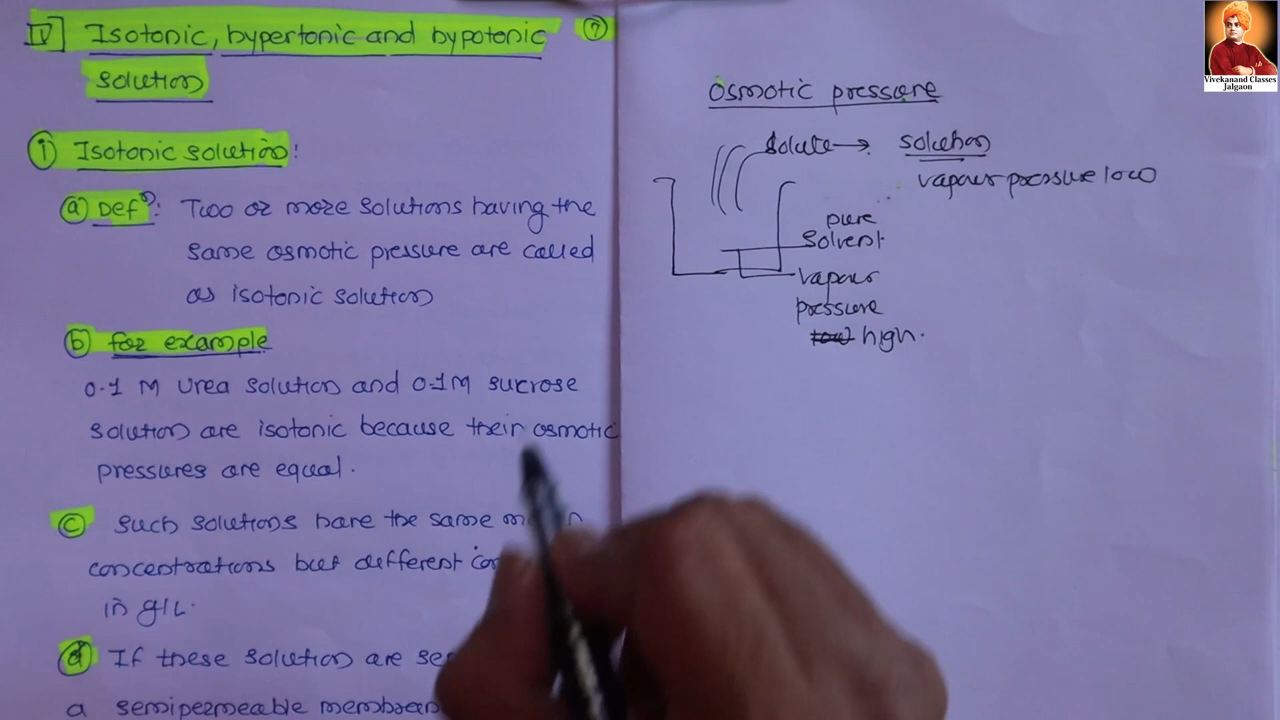 IV] Isotonic, hypertonic and hypotonic
solution
7
i) Isotonic solution:
a) Defn: Two or more solutions having the
same osmotic pressure are called
as isotonic solution
b) for example
0.1 M Urea solution and 0.1M sucrose
solution are isotonic because their osmotic
pressures are equal.
c) such solutions have the same
concentrations but different
in g/L.
d) If these solution are
a semipermeable
Osmotic pressure
solute → solution
vapour pressure low
pure
solvent
vapour
pressure
high.
Vivekanand Classes
Jalgaon